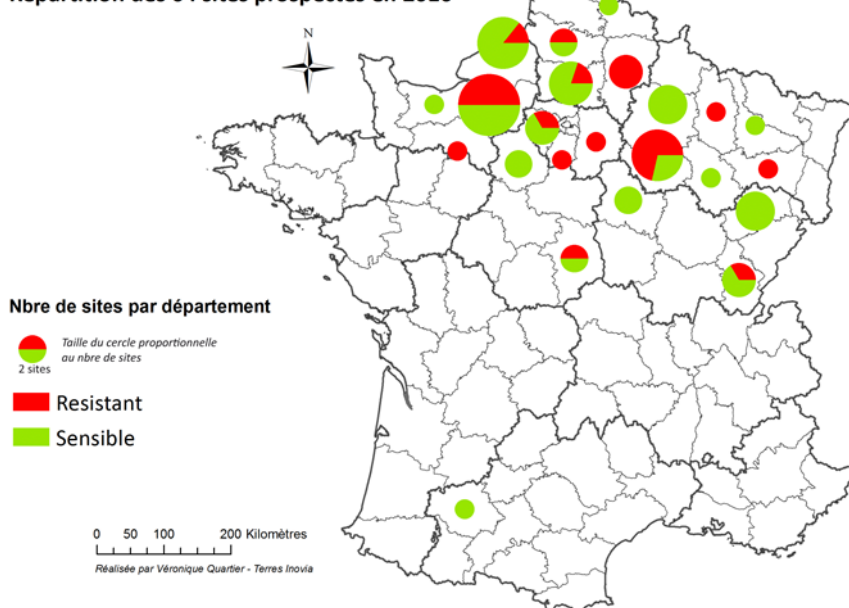 N
Nbre de sites par département
Taille du cercle proportionnelle
au nbre de sites
2 sites
Resistant
Sensible
0 50 100 200 Kilomètres
Réalisée par Véronique Quartier - Terres Inovia